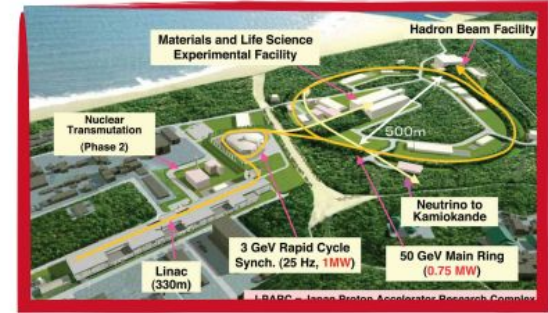 Hadron Beam Facility
Materials and Life Science
Experimental Facility
Nuclear
Transmutation
(Phase 2)
500m
Neutrino to
Kamiokande
3 GeV Rapid Cycle
Synch. (25 Hz, 1MW)
50 GeV Main Ring
(0.75 MW)
Linac
(330m)
J-PARC = Japan Proton Accelerator Research Complex